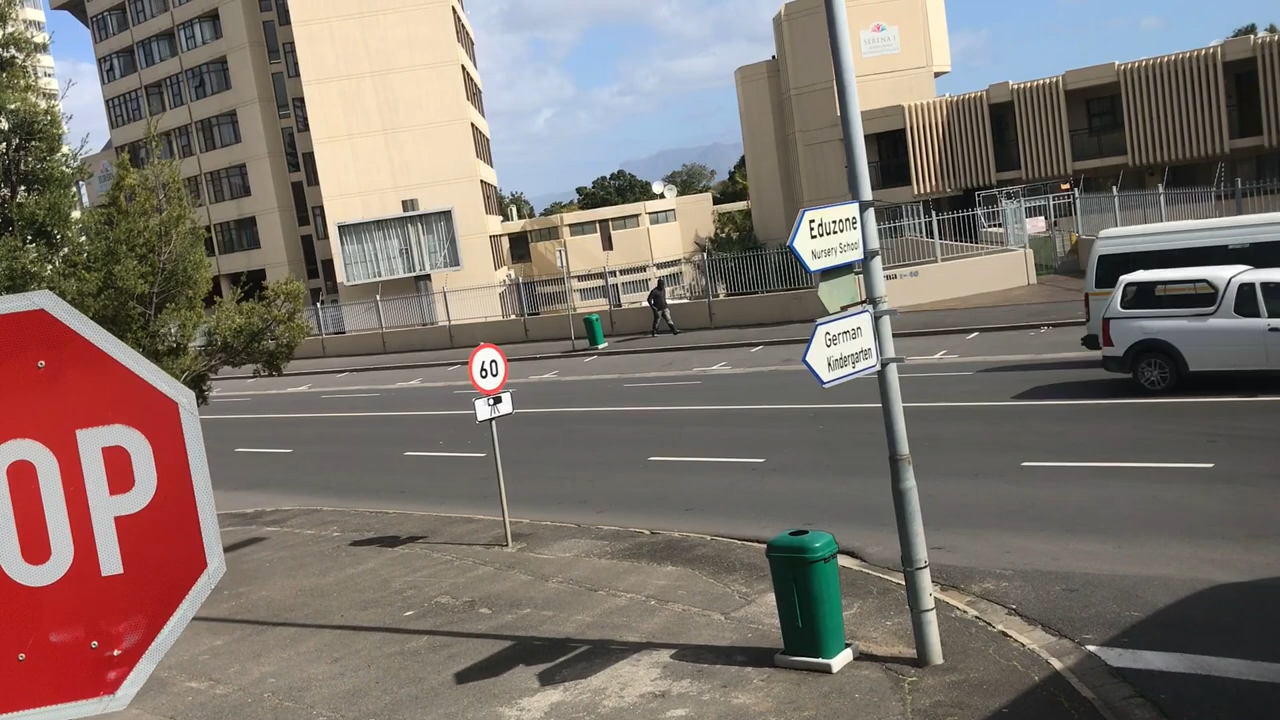 OP
60
SERENA I
Eduzone
Nursery School
German
Kindergarten